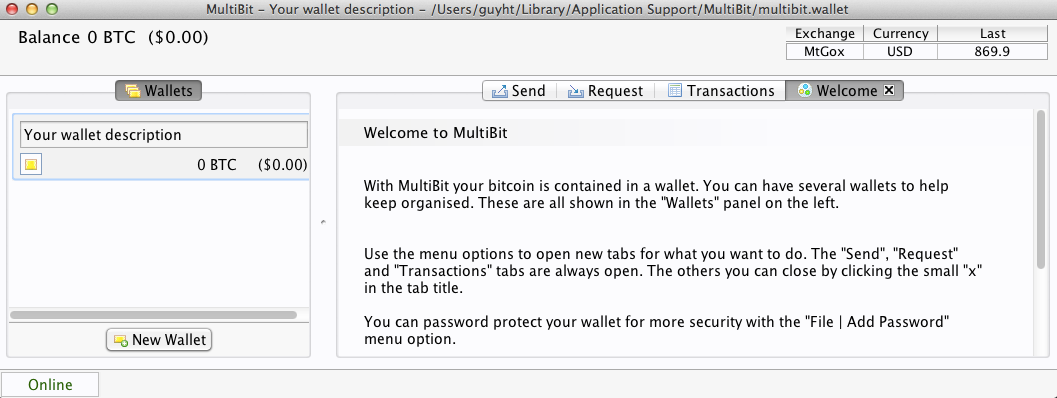 MultiBit – Your wallet description – /Users/guyht/Library/Application Support/MultiBit/multibit.wallet
Balance 0 BTC ($0.00)
Exchange Currency Last
MtGox USD 869.9
Wallets
Your wallet description
0 BTC ($0.00)
New Wallet
Send Request Transactions Welcome
Welcome to MultiBit
With MultiBit your bitcoin is contained in a wallet. You can have several wallets to help
keep organised. These are all shown in the "Wallets" panel on the left.
Use the menu options to open new tabs for what you want to do. The "Send", "Request"
and "Transactions" tabs are always open. The others you can close by clicking the small "x"
in the tab title.
You can password protect your wallet for more security with the "File | Add Password"
menu option.
Online